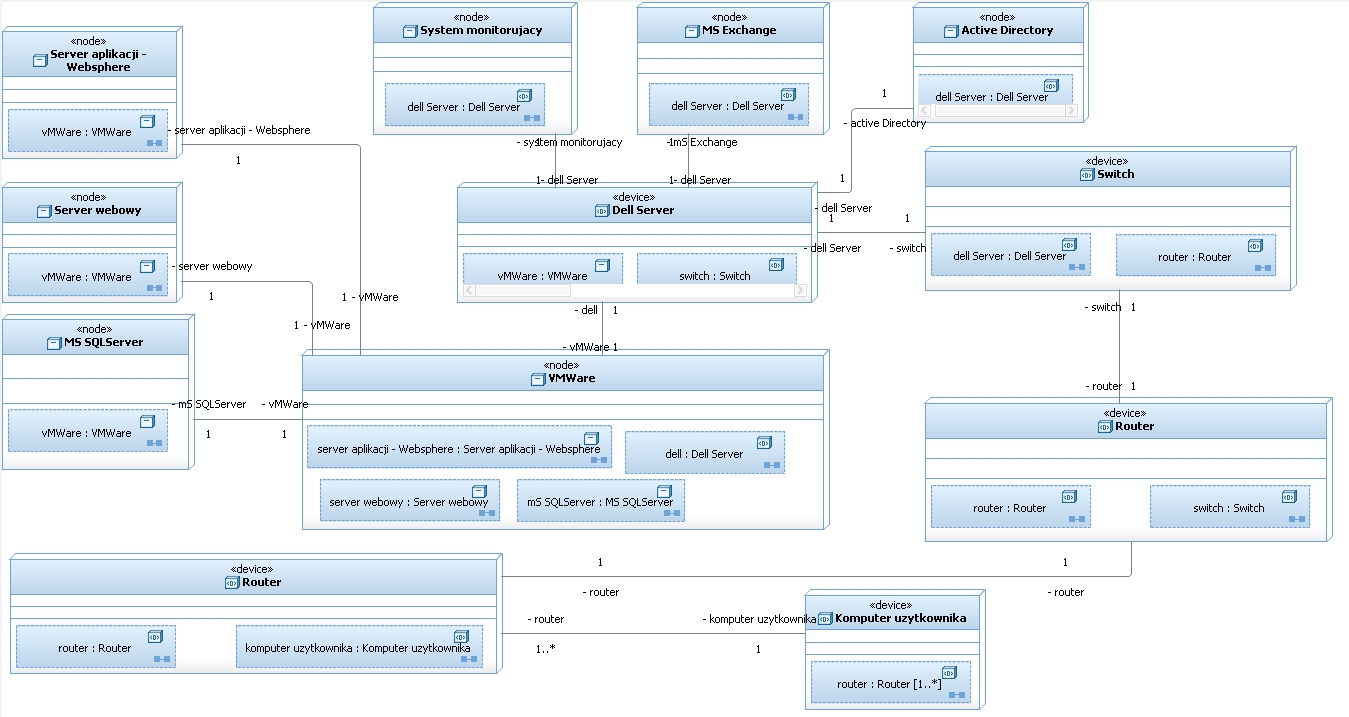 «node»
Server aplikacji -
Websphere
vMWare : VMWare
«node»
System monitorujacy
dell Server : Dell Server
«node»
MS Exchange
dell Server : Dell Server
«node»
Active Directory
dell Server : Dell Server
- server aplikacji - Websphere
1
- system monitorujacy
1
1
- dell Server
- mS Exchange
1
1
- dell Server
1
- active Directory
1
- dell Server
«node»
Server webowy
vMWare : VMWare
- server webowy
1
1
- vMWare
1
- vMWare
«device»
Dell Server
vMWare : VMWare
switch : Switch
1
- dell Server
1
- switch
«device»
Switch
dell Server : Dell Server
router : Router
- dell
1
- vMWare
1
- switch
1
- router
1
«node»
MS SQLServer
vMWare : VMWare
- mS SQLServer
1
- vMWare
1
«node»
VMWare
server aplikacji - Websphere : Server aplikacji - Websphere
dell : Dell Server
server webowy : Server webowy
mS SQLServer : MS SQLServer
«device»
Router
router : Router
switch : Switch
«device»
Router
router : Router
komputer uzytkownika : Komputer uzytkownika
1
- router
1
- router
- router
1..*
- komputer uzytkownika
1
«device»
Komputer uzytkownika
router : Router [1..*]